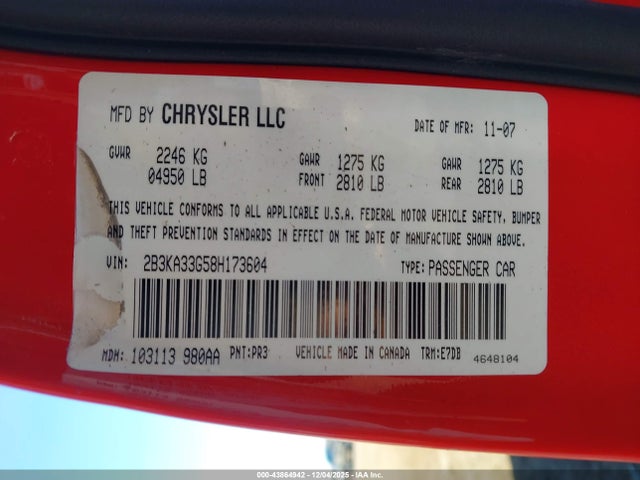 MFD BY CHRYSLER LLC DATE OF MFR: 11-07
GVWR 2246 KG GAWR 1275 KG GAWR 1275 KG
04950 LB FRONT 2810 LB REAR 2810 LB
THIS VEHICLE CONFORMS TO ALL APPLICABLE U.S.A. FEDERAL MOTOR VEHICLE SAFETY, BUMPER
AND THEFT PREVENTION STANDARDS IN EFFECT ON THE DATE OF MANUFACTURE SHOWN ABOVE.
VIN: 2B3KA33G58H173604 TYPE: PASSENGER CAR
MDH: 103113 980AA PNT: PR3 VEHICLE MADE IN CANADA TRM: E7DB 4648104
000-43864942 - 12/04/2025 - IAA Inc.